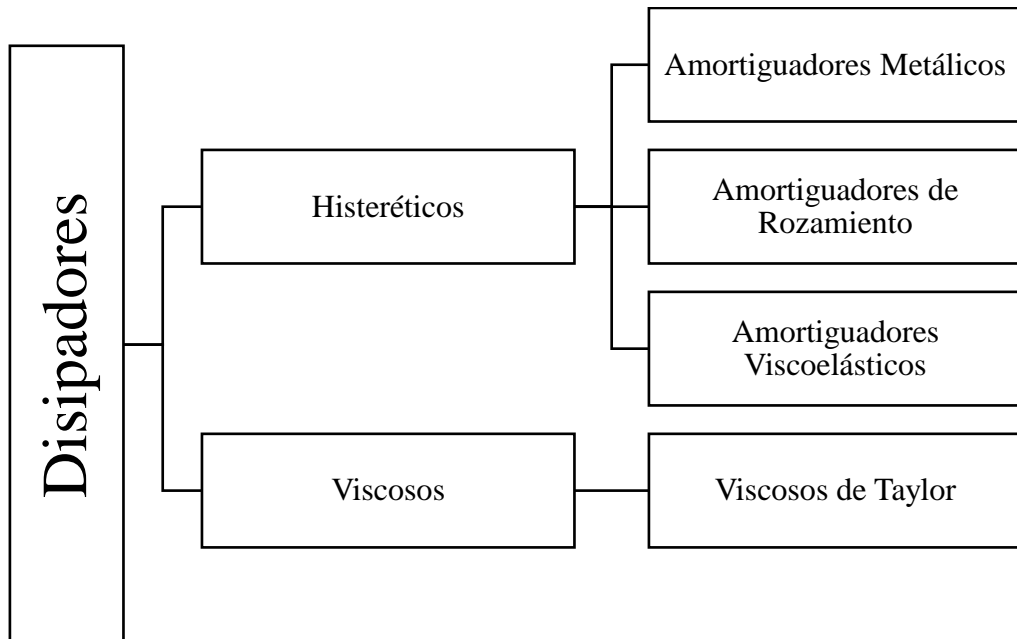 Disipadores
Histeréticos
Amortiguadores Metálicos
Amortiguadores de
Rozamiento
Amortiguadores
Viscoelásticos
Viscosos
Viscosos de Taylor